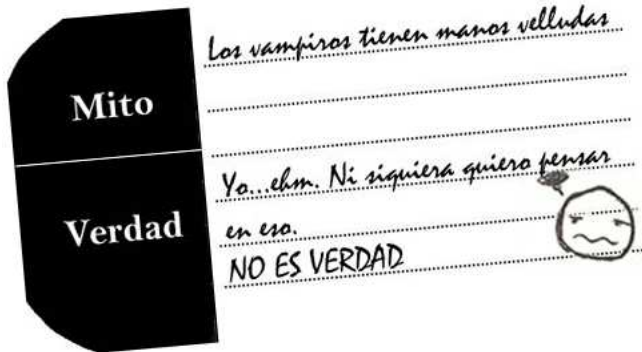 Mito
Los vampiros tienen manos velludas
Verdad
Yo...ehm. Ni siquiera quiero pensar
en eso.
NO ES VERDAD